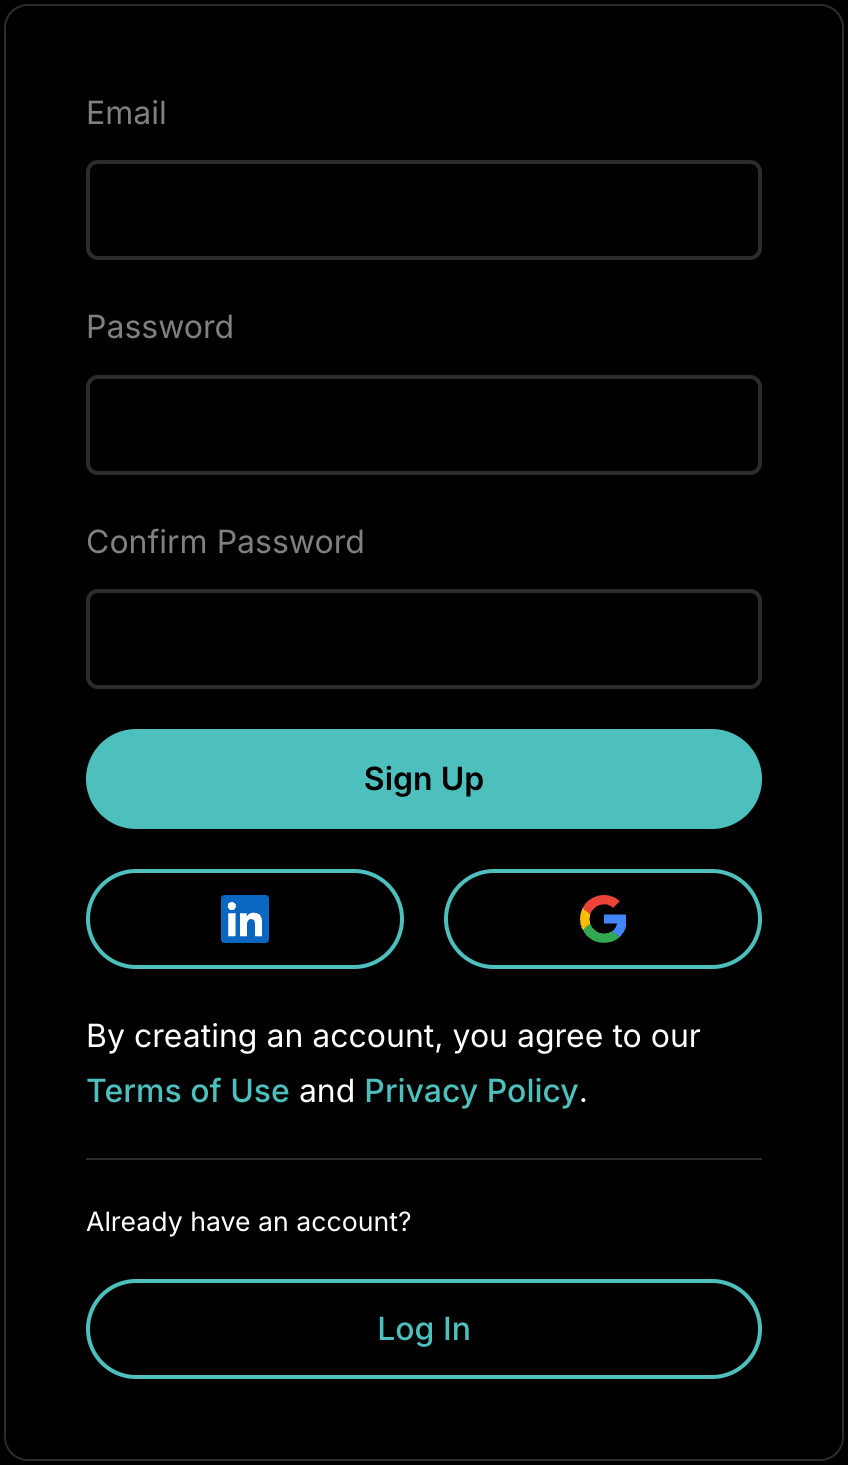 Email
Password
Confirm Password
Sign Up
in
By creating an account, you agree to our
Terms of Use and Privacy Policy.
Already have an account?
Log In